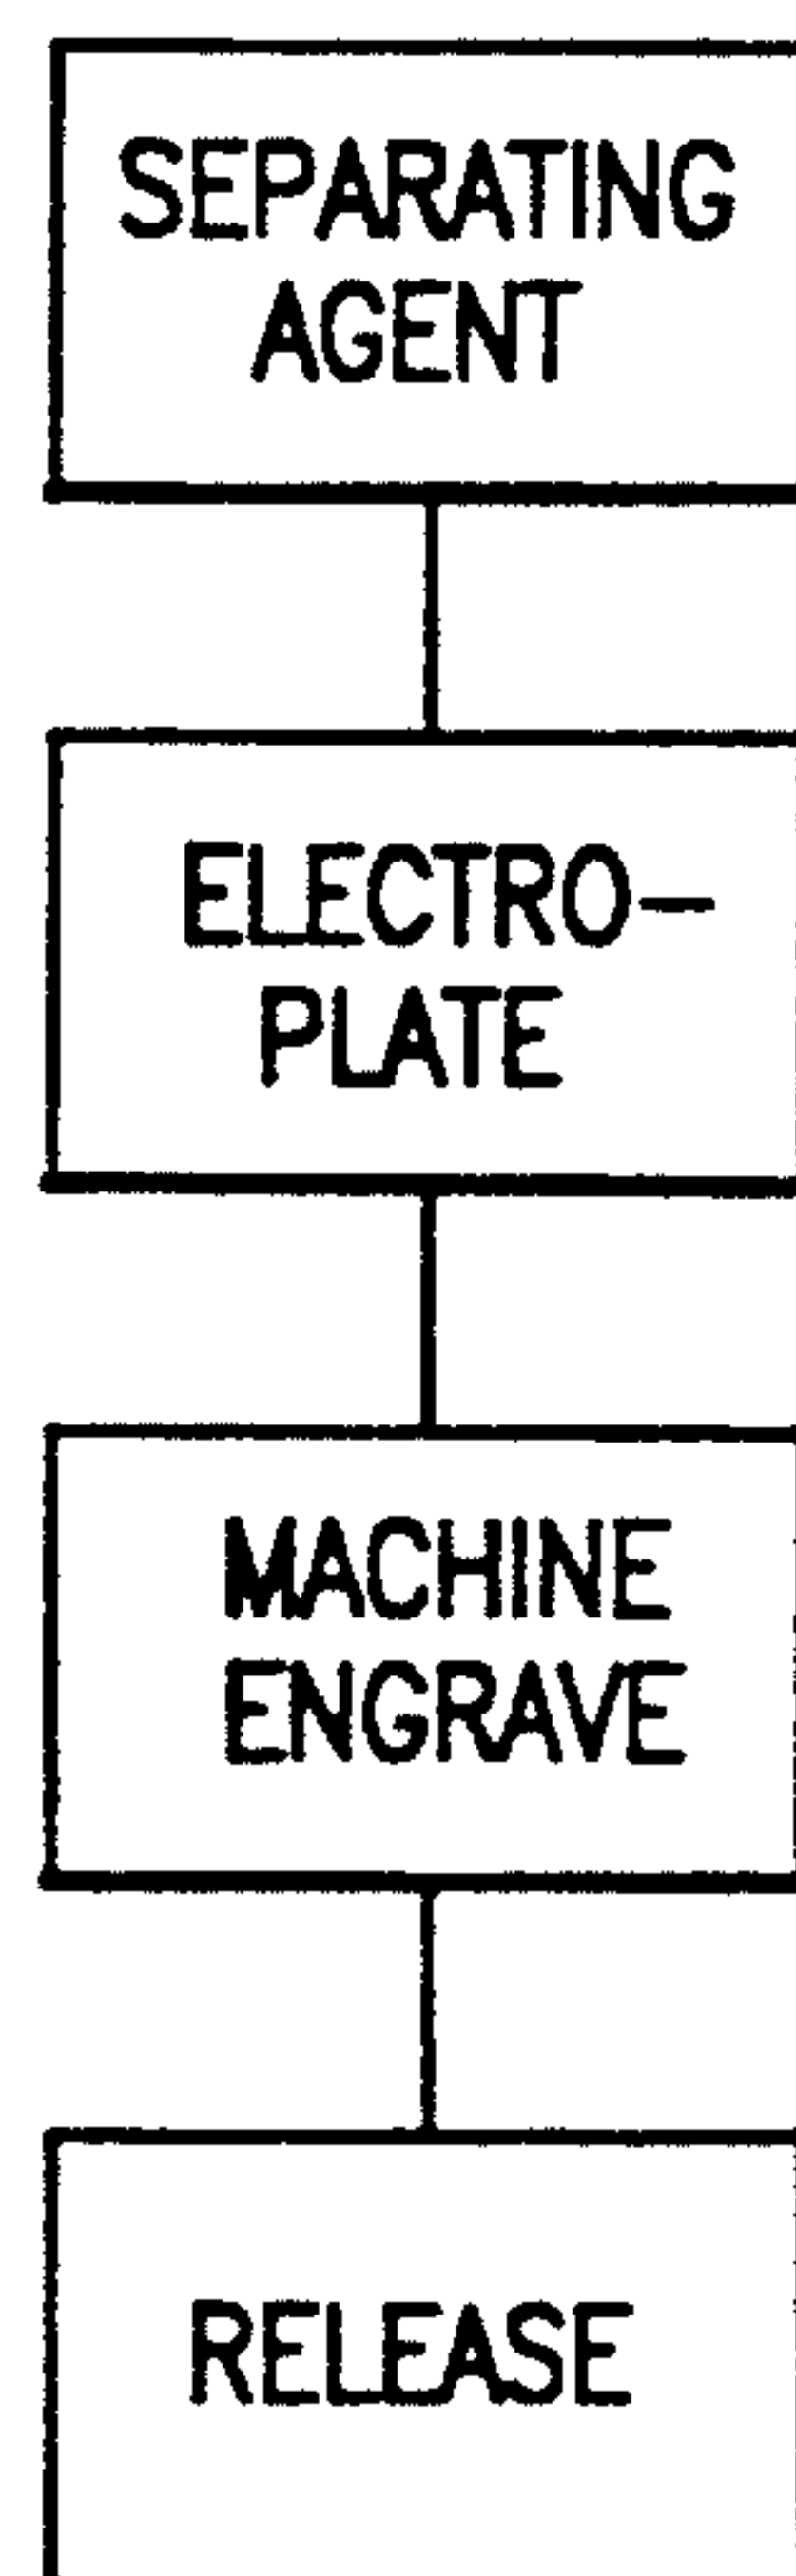 SEPARATING
AGENT
ELECTRO-
PLATE
MACHINE
ENGRAVE
RELEASE